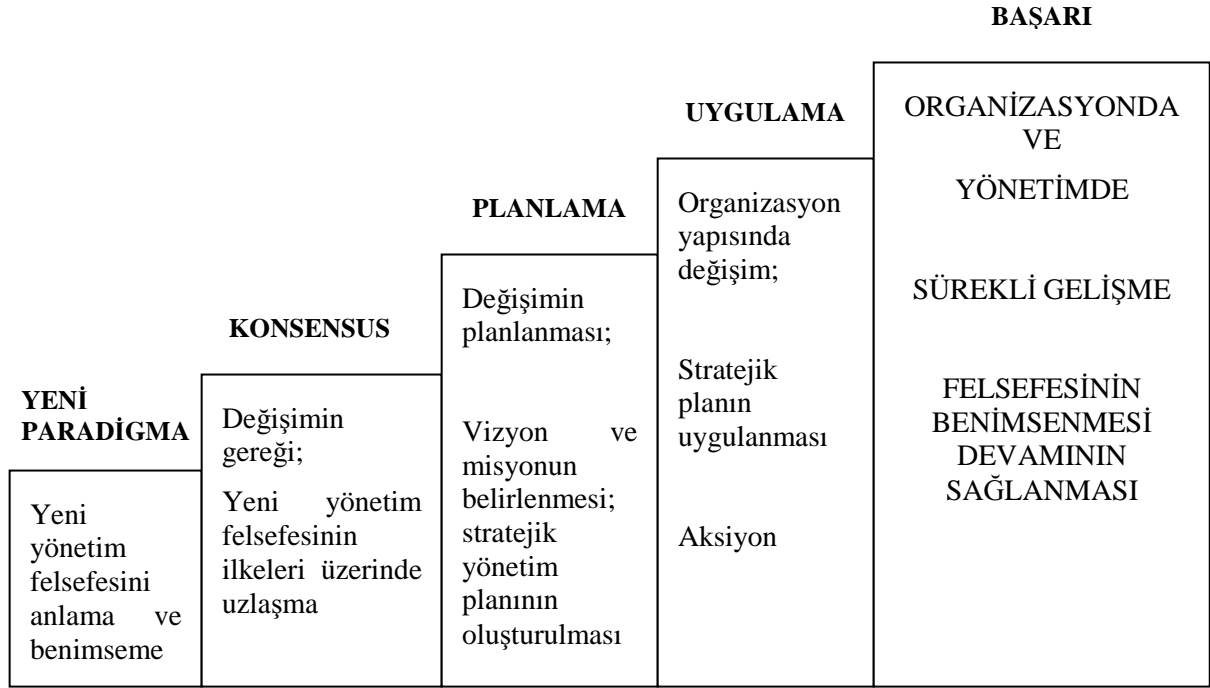 YENİ
PARADİGMA
Yeni
yönetim
felsefesini
anlama ve
benimseme
KONSENSUS
Değişimin
gereği;
Yeni yönetim
felsefesinin
ilkeleri üzerinde
uzlaşma
PLANLAMA
Değişimin
planlanması;
Vizyon ve
misyonun
belirlenmesi;
stratejik
yönetim
planının
oluşturulması
UYGULAMA
Organizasyon
yapısında
değişim;
Stratejik
planın
uygulanması
Aksiyon
BAŞARI
ORGANİZASYONDA
VE
YÖNETİMDE
SÜREKLİ GELİŞME
FELSEFESİNİN
BENİMSENMESİ
DEVAMININ
SAĞLANMASI